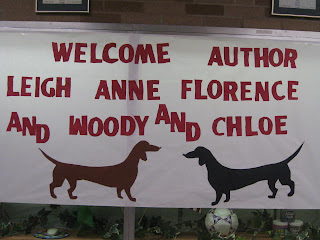 WELCOME AUTHOR
LEIGH ANNE FLORENCE
AND WOODY AND CHLOE